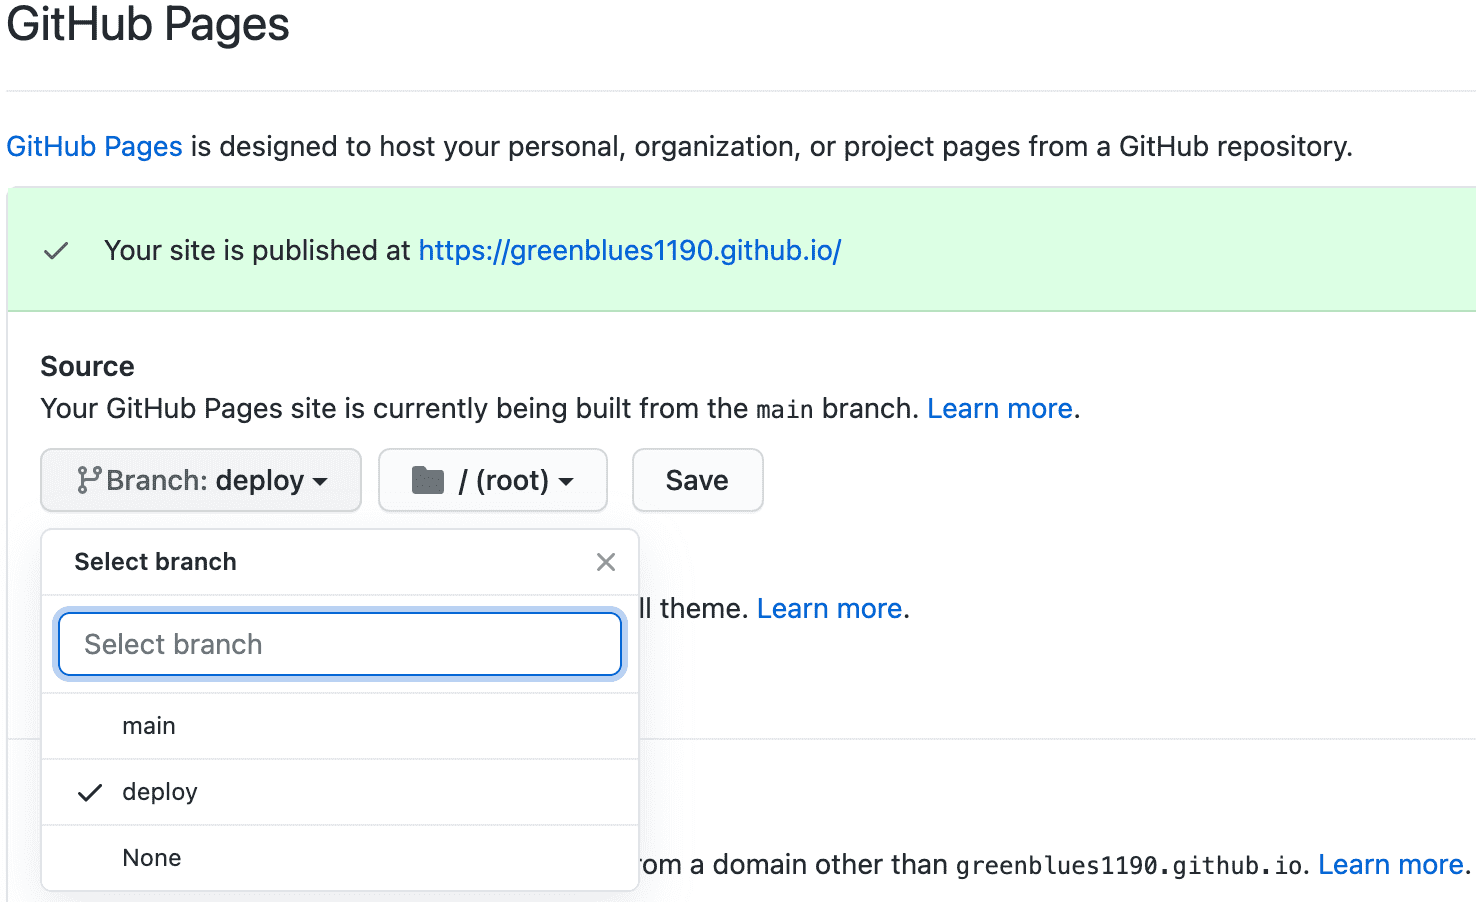 GitHub Pages
GitHub Pages is designed to host your personal, organization, or project pages from a GitHub repository.
Your site is published at https://greenblues1190.github.io/
Source
Your GitHub Pages site is currently being built from the main branch. Learn more.
Branch: deploy / (root) Save
Select branch
theme. Learn more.
Select branch
main
deploy
None
a domain other than greenblues1190.github.io. Learn more.